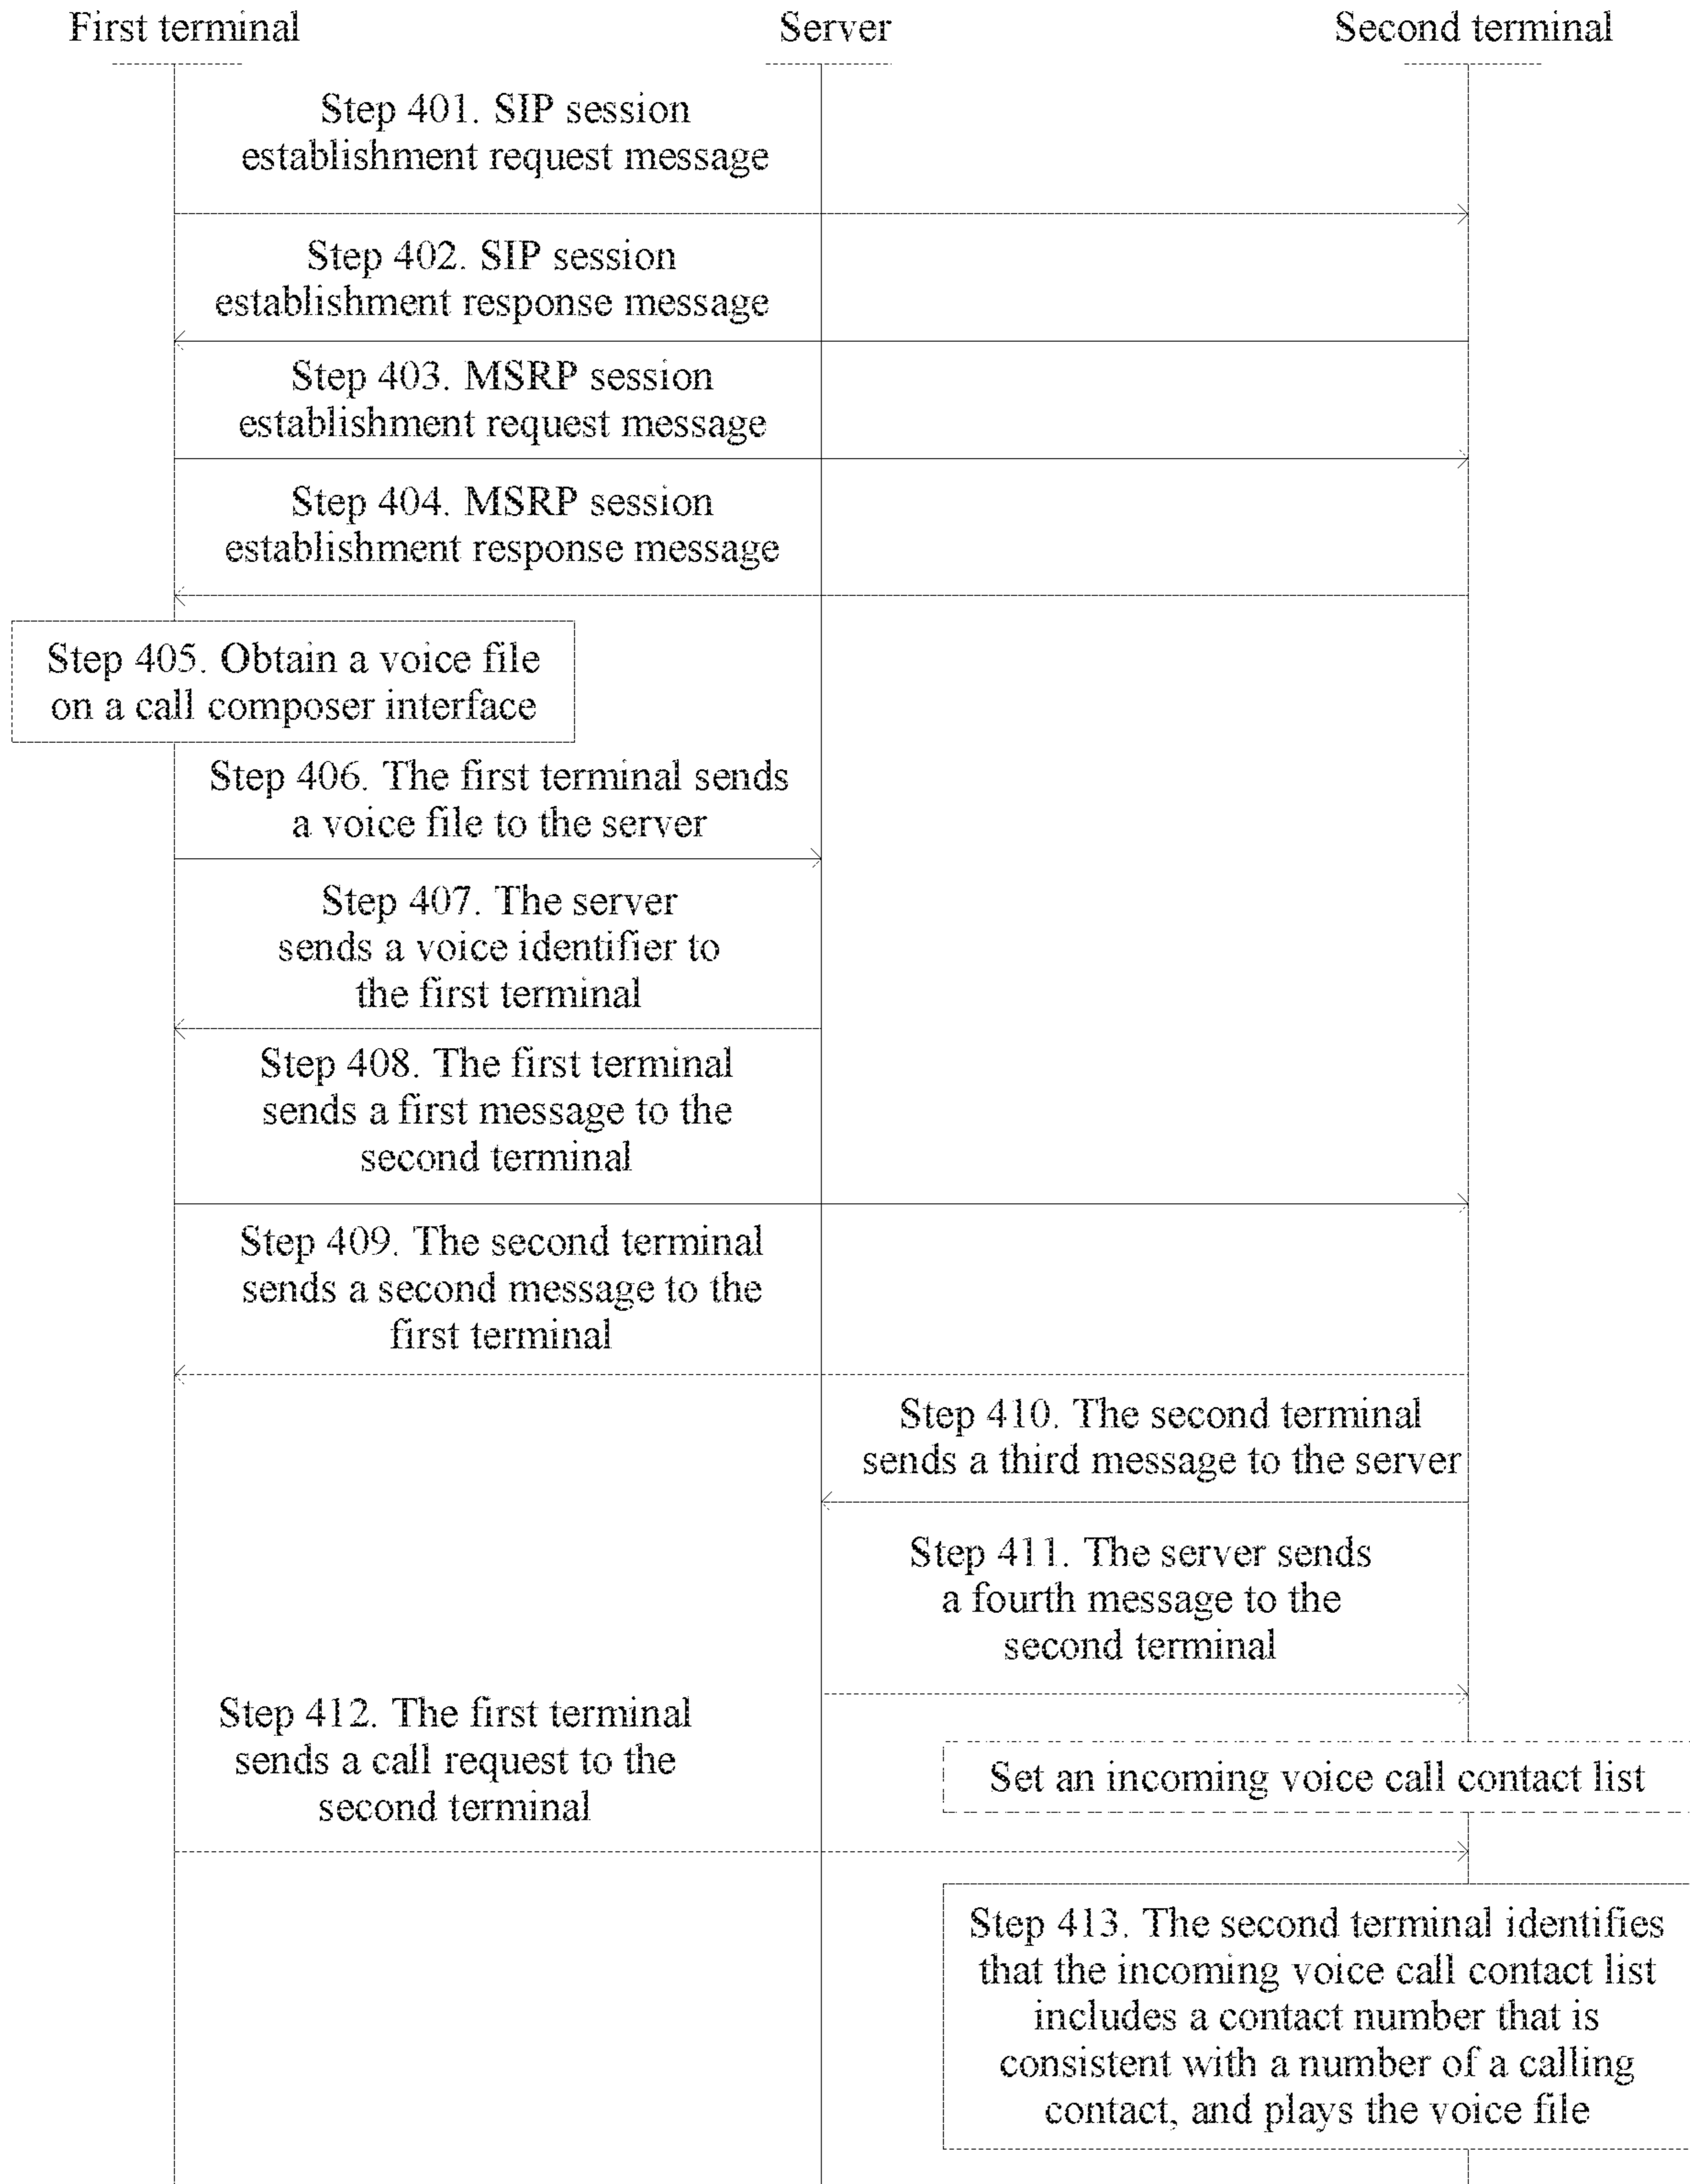 First terminal
Server
Second terminal
Step 401. SIP session
establishment request message
Step 402. SIP session
establishment response message
Step 403. MSRP session
establishment request message
Step 404. MSRP session
establishment response message
Step 405. Obtain a voice file
on a call composer interface
Step 406. The first terminal sends
a voice file to the server
Step 407. The server
sends a voice identifier to
the first terminal
Step 408. The first terminal
sends a first message to the
second terminal
Step 409. The second terminal
sends a second message to the
first terminal
Step 410. The second terminal
sends a third message to the server
Step 411. The server sends
a fourth message to the
second terminal
Step 412. The first terminal
sends a call request to the
second terminal
Set an incoming voice call contact list
Step 413. The second terminal identifies
that the incoming voice call contact list
includes a contact number that is
consistent with a number of a calling
contact, and plays the voice file